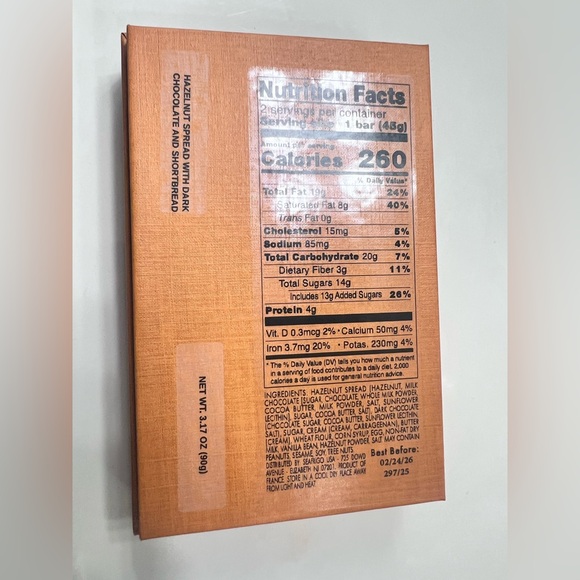 HAZELNUT SPREAD WITH DARK
CHOCOLATE AND SHORTBREAD
NET WT. 3.17 OZ (90g)
Nutrition Facts
2 servings per container
Serving size 1 bar (45g)
Amount per serving
Calories 260
% Daily Value*
Total Fat 19g 24%
Saturated Fat 8g 40%
Trans Fat 0g
Cholesterol 15mg 5%
Sodium 85mg 4%
Total Carbohydrate 20g 7%
Dietary Fiber 3g 11%
Total Sugars 14g
Includes 13g Added Sugars 26%
Protein 4g
Vit. D 0.3mcg 2% • Calcium 50mg 4%
Iron 3.7mg 20% • Potas. 230mg 4%
* The % Daily Value (DV) tells you how much a nutrient
in a serving of food contributes to a daily diet. 2,000
calories a day is used for general nutrition advice.
INGREDIENTS: HAZELNUT SPREAD [HAZELNUT, MILK
CHOCOLATE (SUGAR, CHOCOLATE, WHOLE MILK POWDER,
COCOA BUTTER, MILK POWDER, SALT, SUNFLOWER
LECITHIN), SUGAR, COCOA BUTTER, SALT], DARK CHOCOLATE
(CHOCOLATE, SUGAR, COCOA BUTTER, SUNFLOWER LECITHIN,
SALT), SUGAR, CREAM (CREAM, CARRAGEENAN), BUTTER
(CREAM), WHEAT FLOUR, CORN SYRUP, EGG, NON-FAT DRY
MILK, VANILLA BEAN, HAZELNUT POWDER, SALT. MAY CONTAIN
PEANUTS, SESAME, SOY, TREE NUTS.
DISTRIBUTED BY: SEAFRIGO USA - 735 DOWD
AVENUE - ELIZABETH NJ 07201. PRODUCT OF
FRANCE. STORE IN A COOL DRY PLACE AWAY
FROM LIGHT AND HEAT
Best Before:
02/24/26
297/25